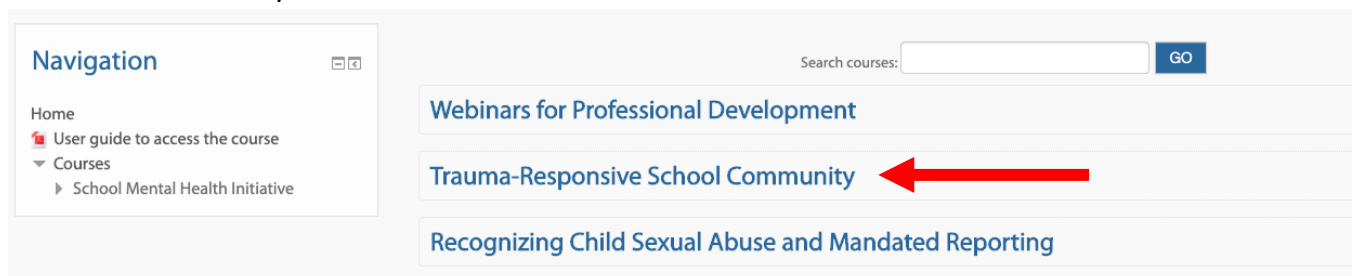 Navigation
Home
User guide to access the course
Courses
School Mental Health Initiative
Search courses:
GO
Webinars for Professional Development
Trauma-Responsive School Community
Recognizing Child Sexual Abuse and Mandated Reporting